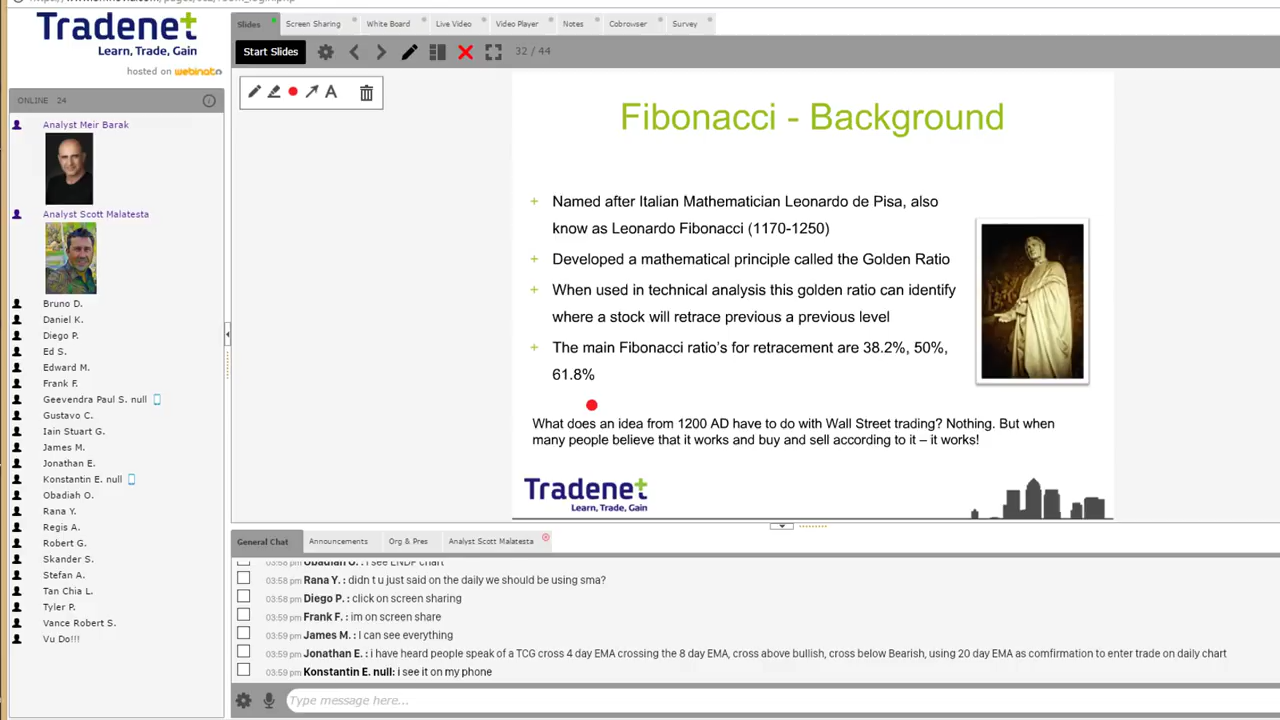 Tradenet
Learn, Trade, Gain
hosted on webinato
ONLINE 24
Analyst Meir Barak
Analyst Scott Malatesta
Bruno D.
Daniel K.
Diego P.
Ed S.
Edward M.
Frank F.
Geevendra Paul S. null
Gustavo C.
Iain Stuart G.
James M.
Jonathan E.
Konstantin E. null
Obadiah O.
Rana Y.
Regis A.
Robert G.
Skander S.
Stefan A.
Tan Chia L.
Tyler P.
Vance Robert S.
Vu Do!!!
Slides Screen Sharing White Board Live Video Video Player Notes Cobrowser Survey
Start Slides 32 / 44
A
Fibonacci - Background
+ Named after Italian Mathematician Leonardo de Pisa, also
know as Leonardo Fibonacci (1170-1250)
+ Developed a mathematical principle called the Golden Ratio
+ When used in technical analysis this golden ratio can identify
where a stock will retrace previous a previous level
+ The main Fibonacci ratio's for retracement are 38.2%, 50%,
61.8%
What does an idea from 1200 AD have to do with Wall Street trading? Nothing. But when
many people believe that it works and buy and sell according to it – it works!
Tradenet
Learn, Trade, Gain
General Chat Announcements Org & Pres Analyst Scott Malatesta
03:58 pm Obadiah O. : I see ENDP chart
03:58 pm Rana Y. : didn t u just said on the daily we should be using sma?
03:58 pm Diego P. : click on screen sharing
03:59 pm Frank F. : im on screen share
03:59 pm James M. : I can see everything
03:59 pm Jonathan E. : i have heard people speak of a TCG cross 4 day EMA crossing the 8 day EMA, cross above bullish, cross below Bearish, using 20 day EMA as comfirmation to enter trade on daily chart
03:59 pm Konstantin E. null: i see it on my phone
Type message here...